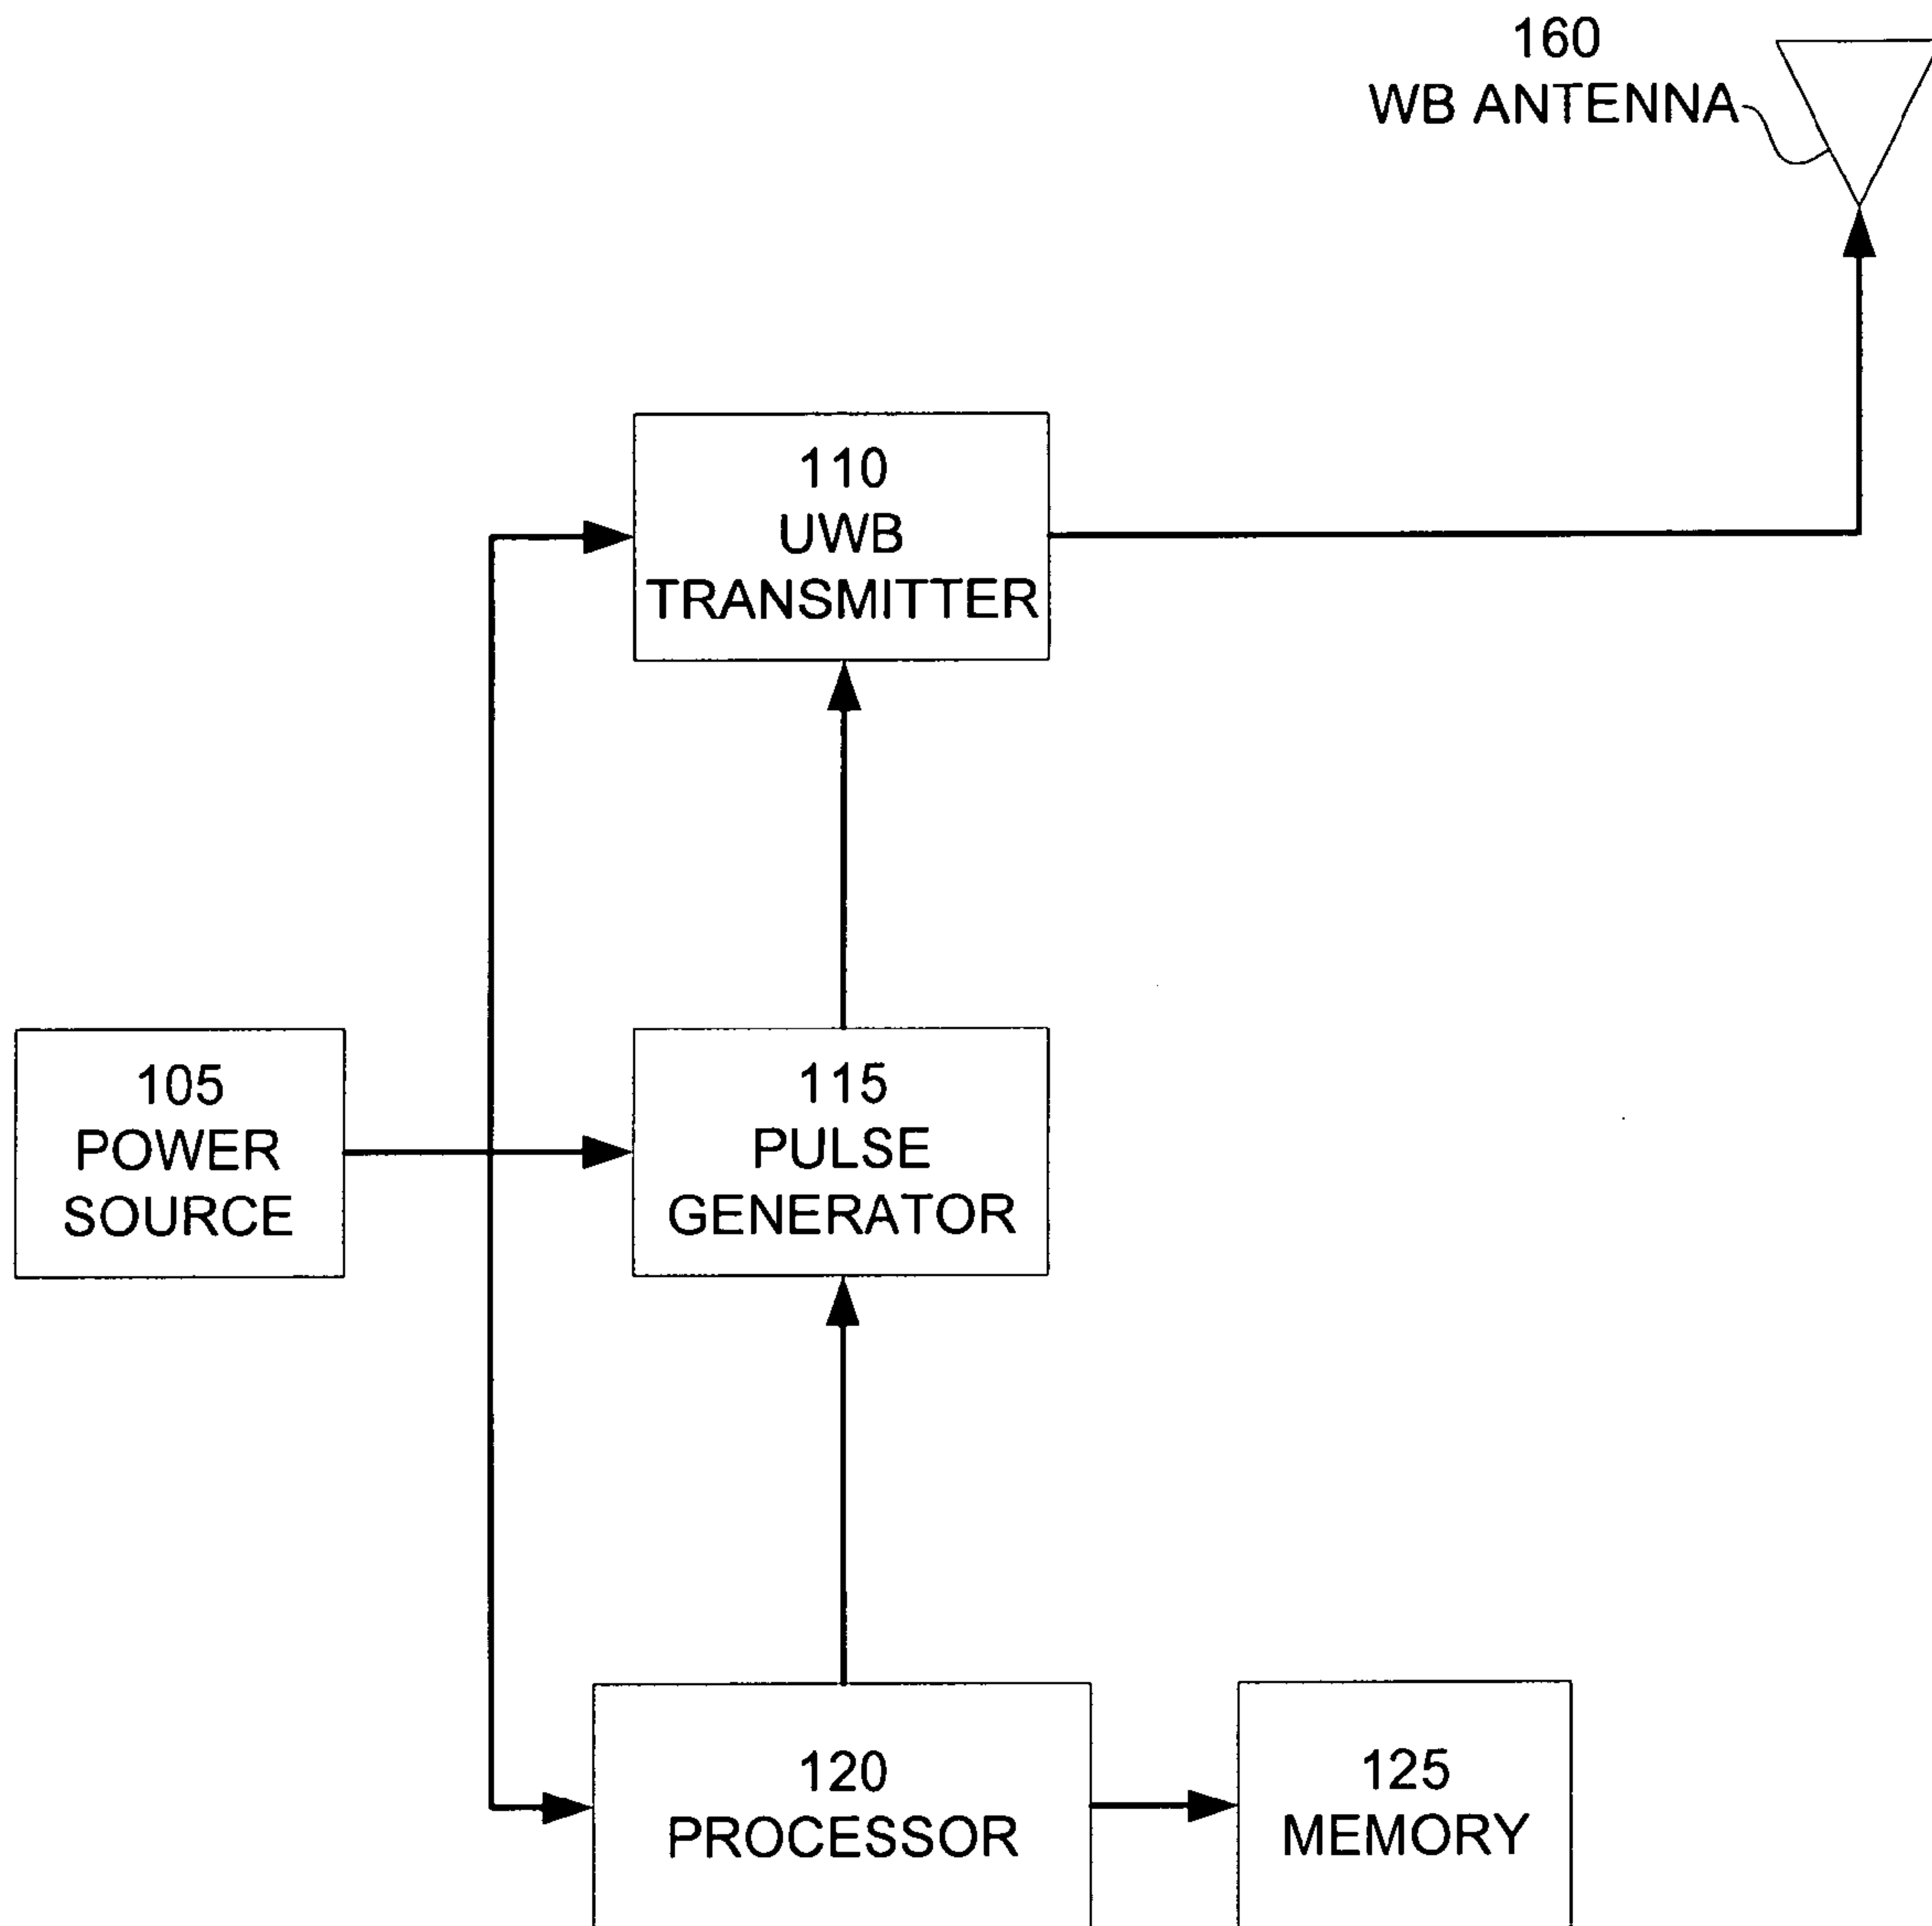 160
WB ANTENNA
110
UWB
TRANSMITTER
105
POWER
SOURCE
115
PULSE
GENERATOR
120
PROCESSOR
125
MEMORY